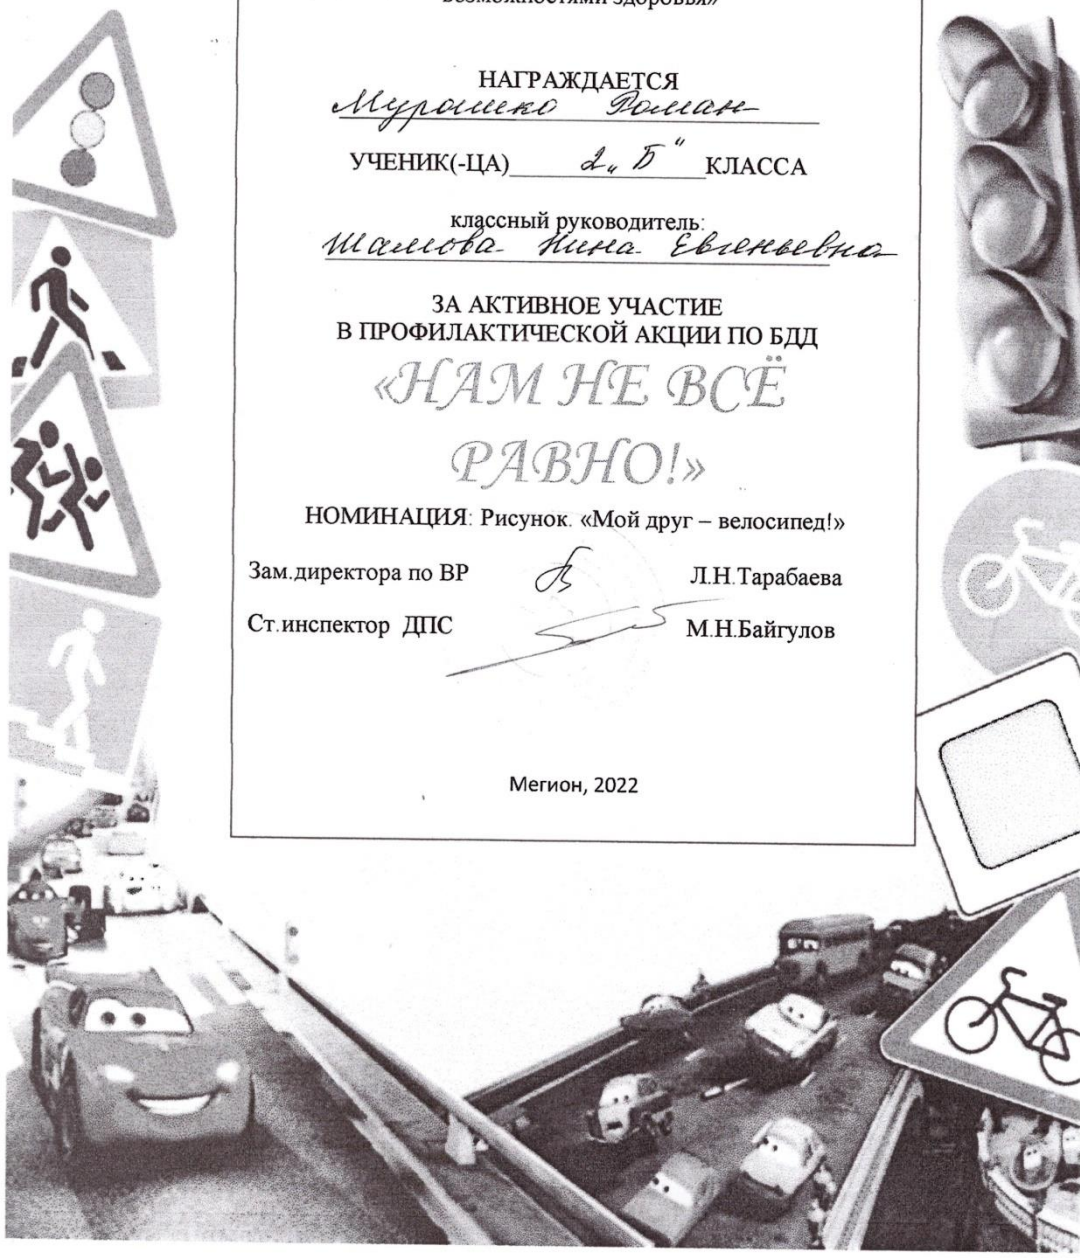 возможностями здоровья»
НАГРАЖДАЕТСЯ
Мурашко Роман
УЧЕНИК(-ЦА) 2 „Б" КЛАССА
классный руководитель:
Шамова Нина Евгеньевна
ЗА АКТИВНОЕ УЧАСТИЕ
В ПРОФИЛАКТИЧЕСКОЙ АКЦИИ ПО БДД
«НАМ НЕ ВСЁ
РАВНО!»
НОМИНАЦИЯ: Рисунок. «Мой друг – велосипед!»
Зам.директора по ВР Л.Н.Тарабаева
Ст.инспектор ДПС М.Н.Байгулов
Мегион, 2022